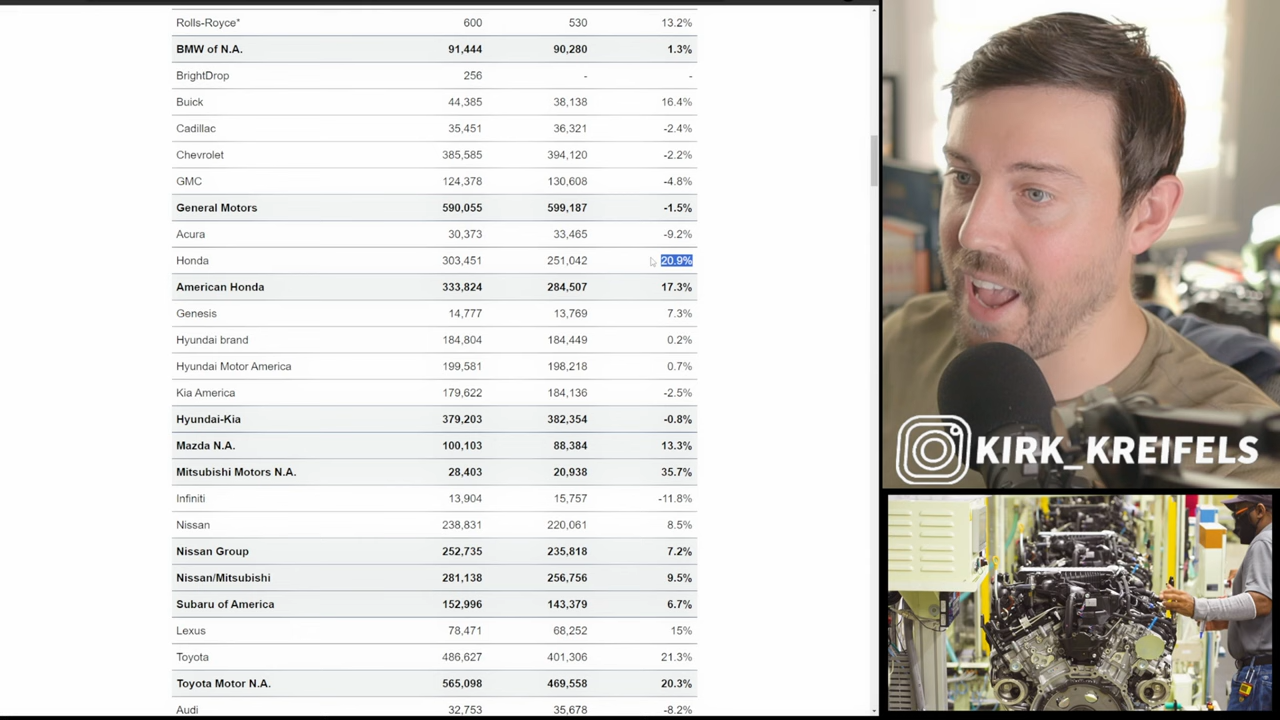 Rolls-Royce* 600 530 13.2%
BMW of N.A. 91,444 90,280 1.3%
BrightDrop 256 - -
Buick 44,385 38,138 16.4%
Cadillac 35,451 36,321 -2.4%
Chevrolet 385,585 394,120 -2.2%
GMC 124,378 130,608 -4.8%
General Motors 590,055 599,187 -1.5%
Acura 30,373 33,465 -9.2%
Honda 303,451 251,042 20.9%
American Honda 333,824 284,507 17.3%
Genesis 14,777 13,769 7.3%
Hyundai brand 184,804 184,449 0.2%
Hyundai Motor America 199,581 198,218 0.7%
Kia America 179,622 184,136 -2.5%
Hyundai-Kia 379,203 382,354 -0.8%
Mazda N.A. 100,103 88,384 13.3%
Mitsubishi Motors N.A. 28,403 20,938 35.7%
Infiniti 13,904 15,757 -11.8%
Nissan 238,831 220,061 8.5%
Nissan Group 252,735 235,818 7.2%
Nissan/Mitsubishi 281,138 256,756 9.5%
Subaru of America 152,996 143,379 6.7%
Lexus 78,471 68,252 15%
Toyota 486,627 401,306 21.3%
Toyota Motor N.A. 565,098 469,558 20.3%
Audi 32,753 35,678 -8.2%
KIRK_KREIFELS